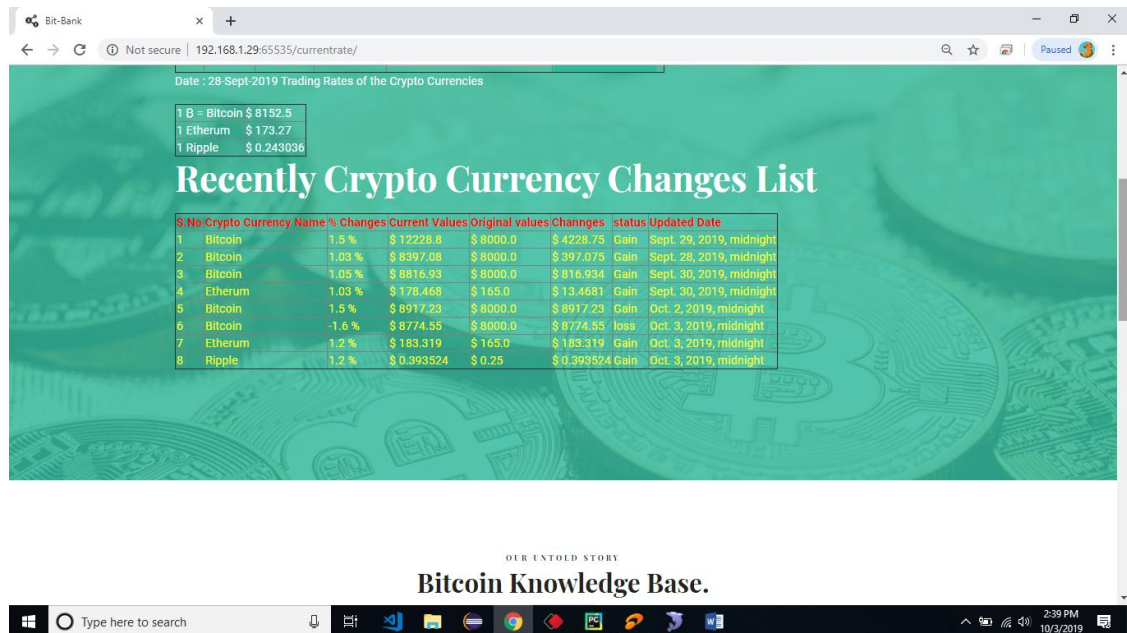 Bit-Bank
Not secure | 192.168.1.29:65535/currentrate/
Paused
Date : 28-Sept-2019 Trading Rates of the Crypto Currencies
1 B = Bitcoin $ 8152.5
1 Etherum $ 173.27
1 Ripple $ 0.243036
Recently Crypto Currency Changes List
S.No Crypto Currency Name % Changes Current Values Original values Channges status Updated Date
1 Bitcoin 1.5 % $ 12228.8 $ 8000.0 $ 4228.75 Gain Sept. 29, 2019, midnight
2 Bitcoin 1.03 % $ 8397.08 $ 8000.0 $ 397.075 Gain Sept. 28, 2019, midnight
3 Bitcoin 1.05 % $ 8816.93 $ 8000.0 $ 816.934 Gain Sept. 30, 2019, midnight
4 Etherum 1.03 % $ 178.468 $ 165.0 $ 13.4681 Gain Sept. 30, 2019, midnight
5 Bitcoin 1.5 % $ 8917.23 $ 8000.0 $ 8917.23 Gain Oct. 2, 2019, midnight
6 Bitcoin -1.6 % $ 8774.55 $ 8000.0 $ 8774.55 loss Oct. 3, 2019, midnight
7 Etherum 1.2 % $ 183.319 $ 165.0 $ 183.319 Gain Oct. 3, 2019, midnight
8 Ripple 1.2 % $ 0.393524 $ 0.25 $ 0.393524 Gain Oct. 3, 2019, midnight
OUR UNTOLD STORY
Bitcoin Knowledge Base.
Type here to search
2:39 PM
10/3/2019